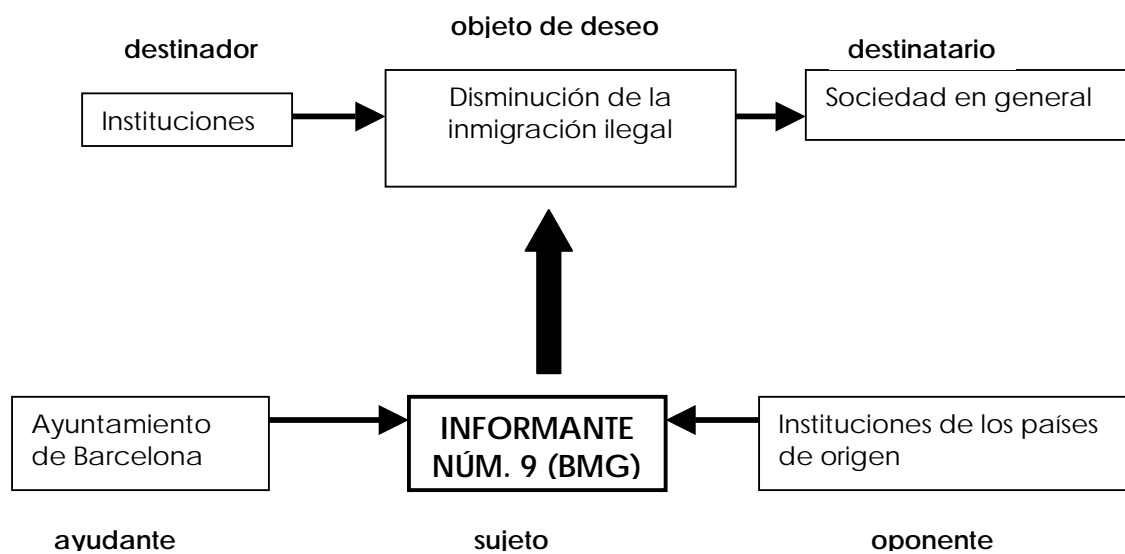 objeto de deseo
destinador
destinatario
Instituciones
Disminución de la
inmigración ilegal
Sociedad en general
Ayuntamiento
de Barcelona
INFORMANTE
NÚM. 9 (BMG)
Instituciones de los países
de origen
ayudante
sujeto
oponente